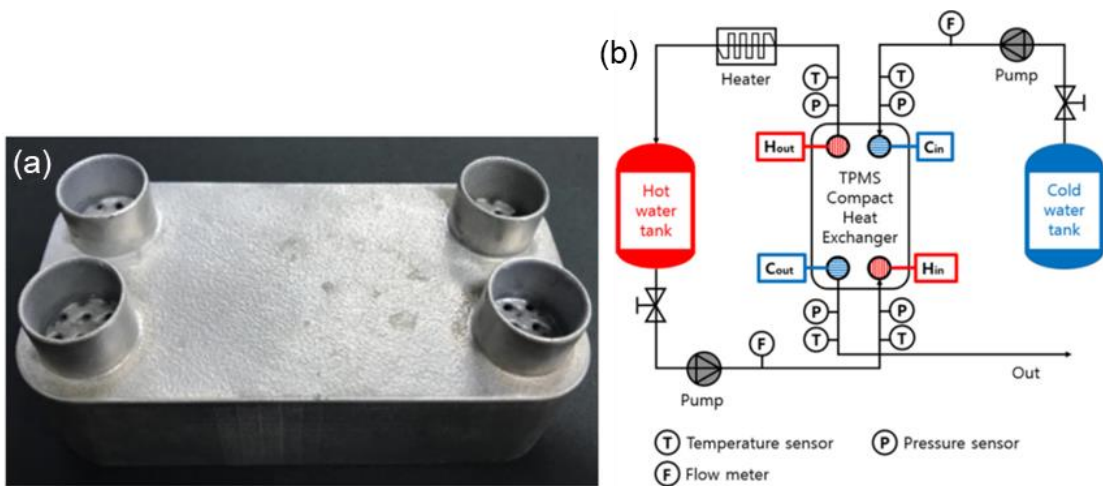 (a)
(b)
Heater
F
Pump
T
T
P
P
Hout
Cin
Hot
water
tank
TPMS
Compact
Heat
Exchanger
Cold
water
tank
Cout
Hin
P
P
T
T
F
Pump
Out
T Temperature sensor
P Pressure sensor
F Flow meter